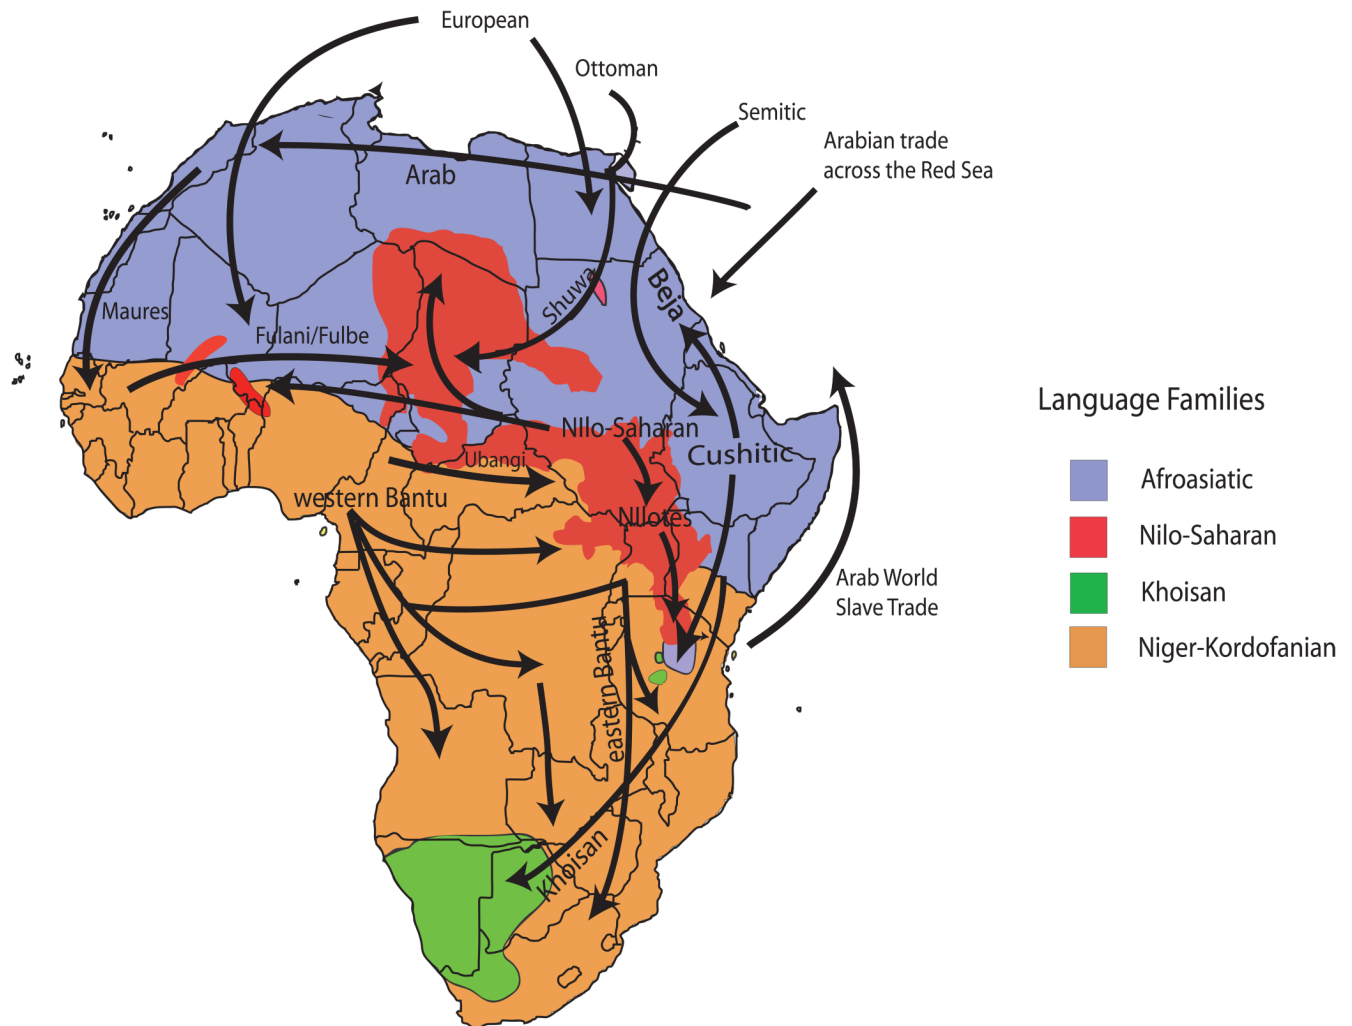 European
Ottoman
Semitic
Arabian trade
across the Red Sea
Arab
Beja
Shuwa
Maures
Fulani/Fulbe
NIlo-Saharan
Cushitic
Ubangi
western Bantu
NIlotes
eastern Bantu
Khoisan
Arab World
Slave Trade
Language Families
Afroasiatic
Nilo-Saharan
Khoisan
Niger-Kordofanian